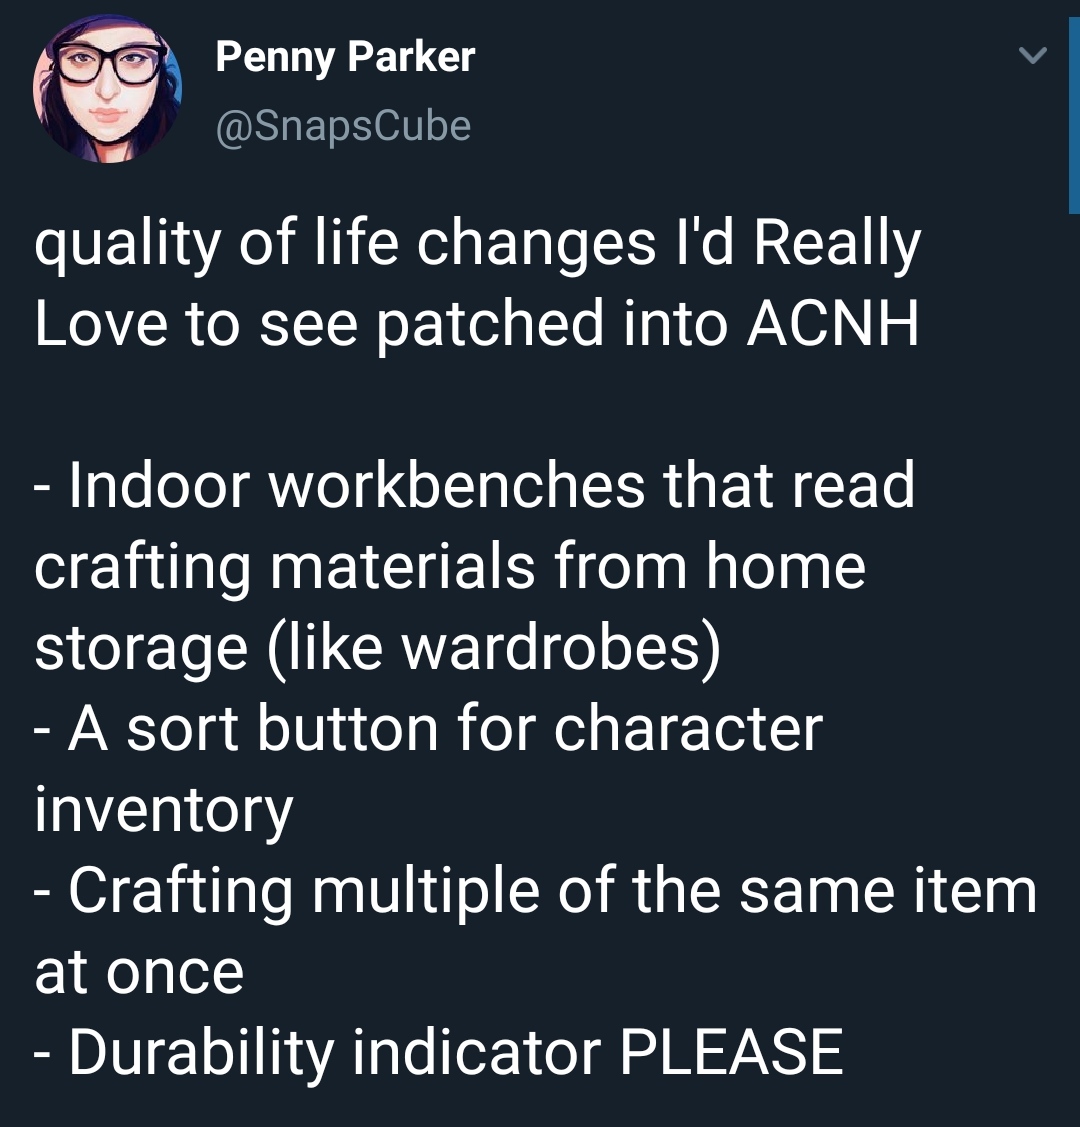 Penny Parker
@SnapsCube
quality of life changes I'd Really
Love to see patched into ACNH
- Indoor workbenches that read
crafting materials from home
storage (like wardrobes)
- A sort button for character
inventory
- Crafting multiple of the same item
at once
- Durability indicator PLEASE